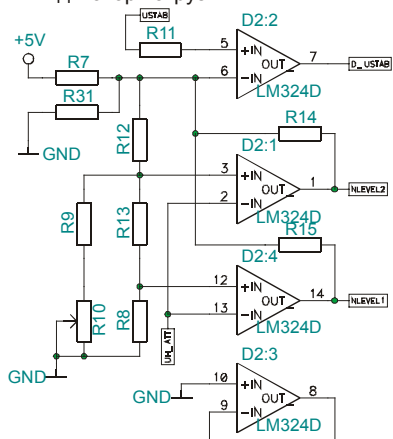 USTAB
D2:2
R11
5
+IN
7
OUT
D_USTAB
+5V
R7
6
-IN
LM324D
R31
R14
GND
R12
D2:1
3
+IN
1
OUT
NLEVEL2
2
-IN
LM324D
R9
R13
R15
D2:4
12
+IN
14
OUT
NLEVEL1
13
-IN
LM324D
R10
R8
UH_ATT
D2:3
GND
GND
10
+IN
8
OUT
9
-IN
LM324D